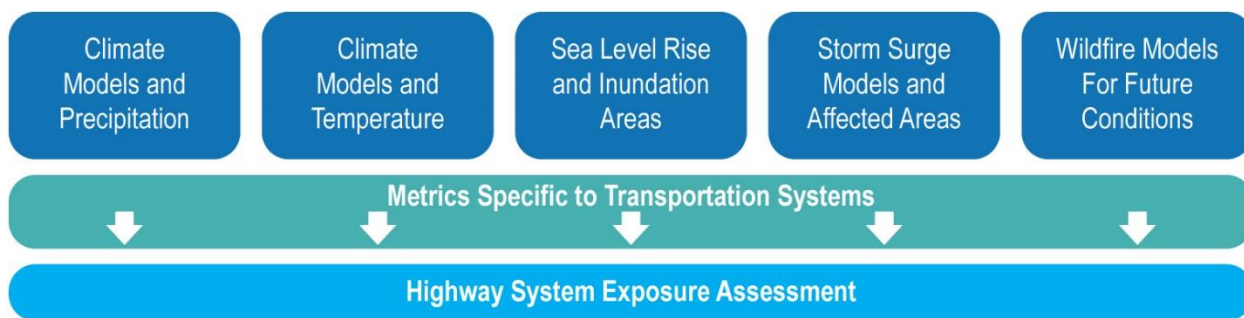 Climate
Models and
Precipitation
Climate
Models and
Temperature
Sea Level Rise
and Inundation
Areas
Storm Surge
Models and
Affected Areas
Wildfire Models
For Future
Conditions
Metrics Specific to Transportation Systems
Highway System Exposure Assessment